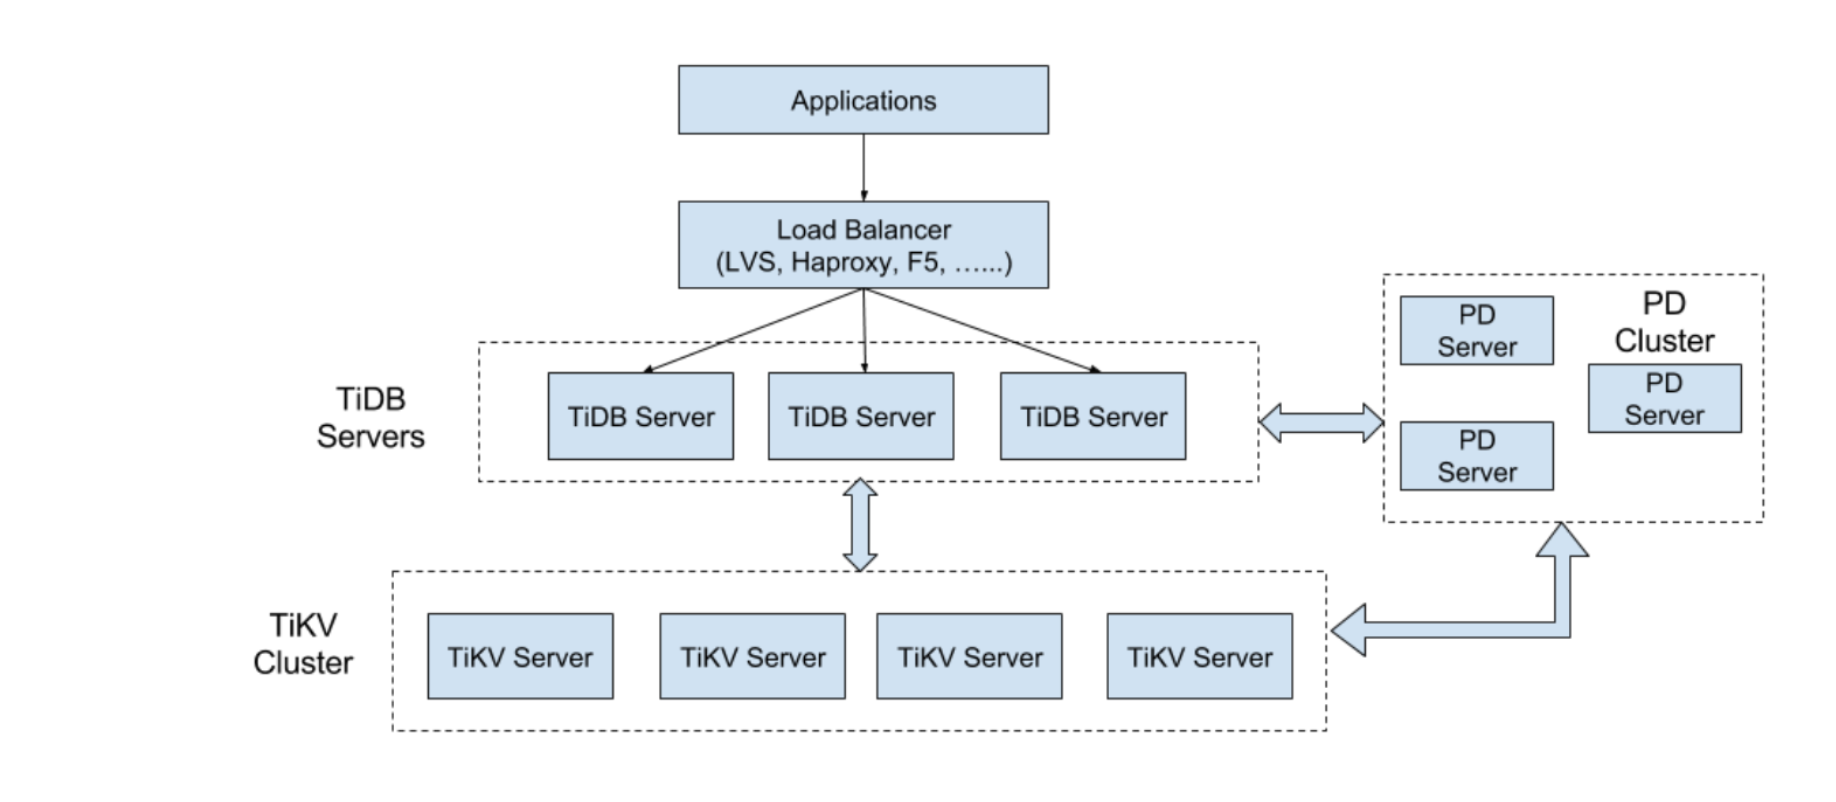 Applications
Load Balancer
(LVS, Haproxy, F5, …...)
TiDB
Servers
TiDB Server
TiDB Server
TiDB Server
PD
Cluster
PD
Server
PD
Server
PD
Server
TiKV
Cluster
TiKV Server
TiKV Server
TiKV Server
TiKV Server